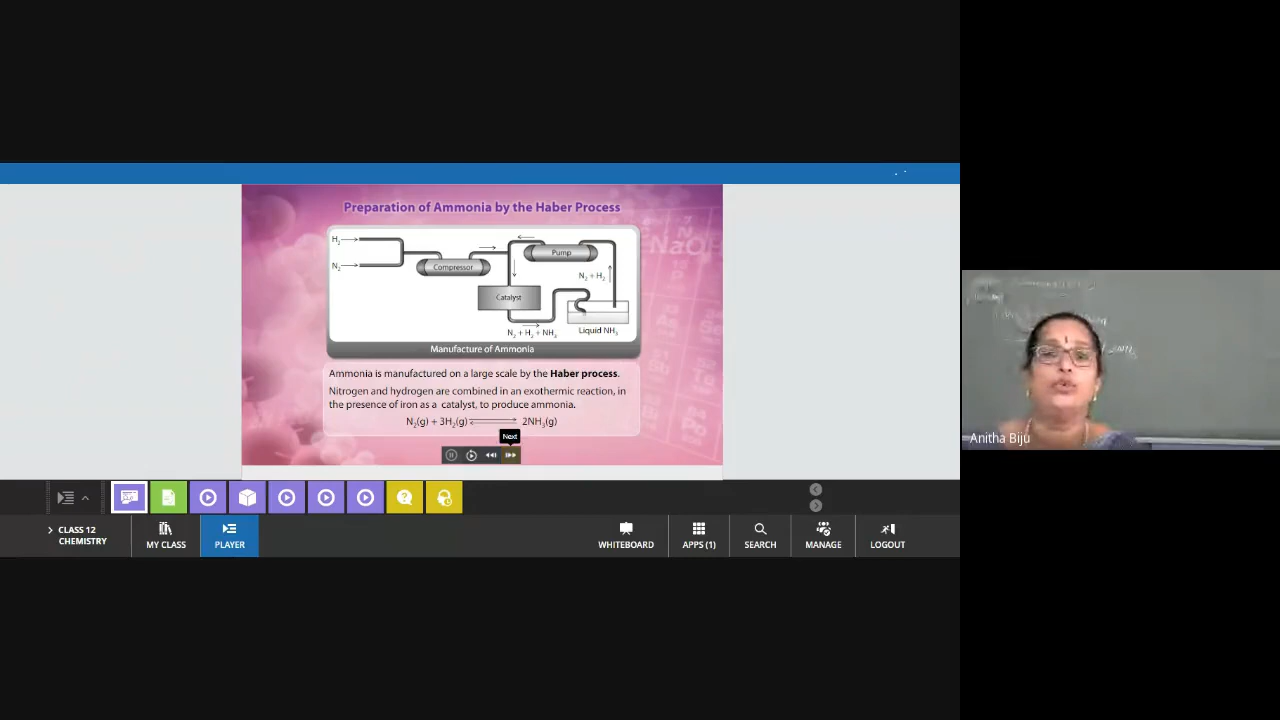 Preparation of Ammonia by the Haber Process
H₂
N₂
Compressor
Pump
N₂ + H₂
Catalyst
Liquid NH₃
N₂ + H₂ + NH₃
Manufacture of Ammonia
Ammonia is manufactured on a large scale by the Haber process.
Nitrogen and hydrogen are combined in an exothermic reaction, in
the presence of iron as a catalyst, to produce ammonia.
N₂(g) + 3H₂(g) ⇌ 2NH₃(g)
Next
CLASS 12
CHEMISTRY
MY CLASS
PLAYER
WHITEBOARD
APPS (1)
SEARCH
MANAGE
LOGOUT
Anitha Biju